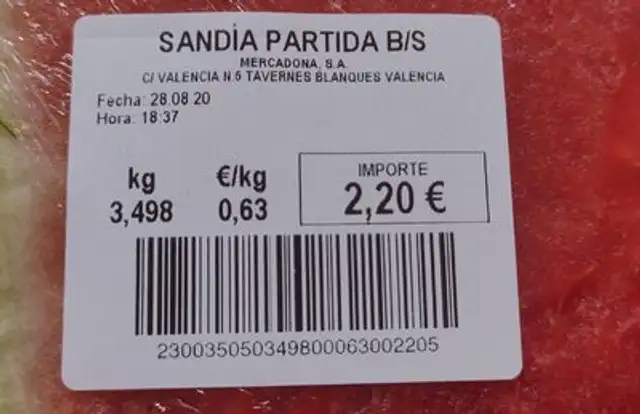 SANDÍA PARTIDA B/S
MERCADONA, S.A.
C/ VALENCIA N.5 TAVERNES BLANQUES VALENCIA
Fecha: 28.08 20
Hora: 18:37
kg €/kg IMPORTE
3,498 0,63 2,20 €
230035050349800063002205